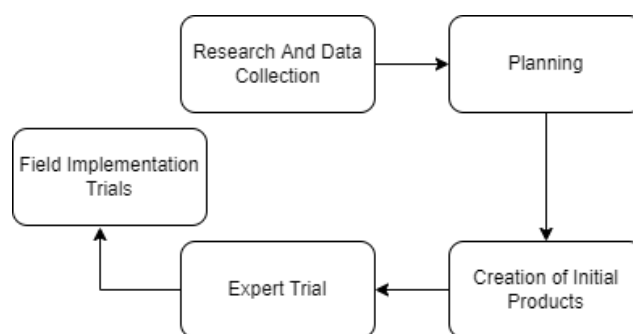 Research And Data
Collection
Planning
Field Implementation
Trials
Expert Trial
Creation of Initial
Products